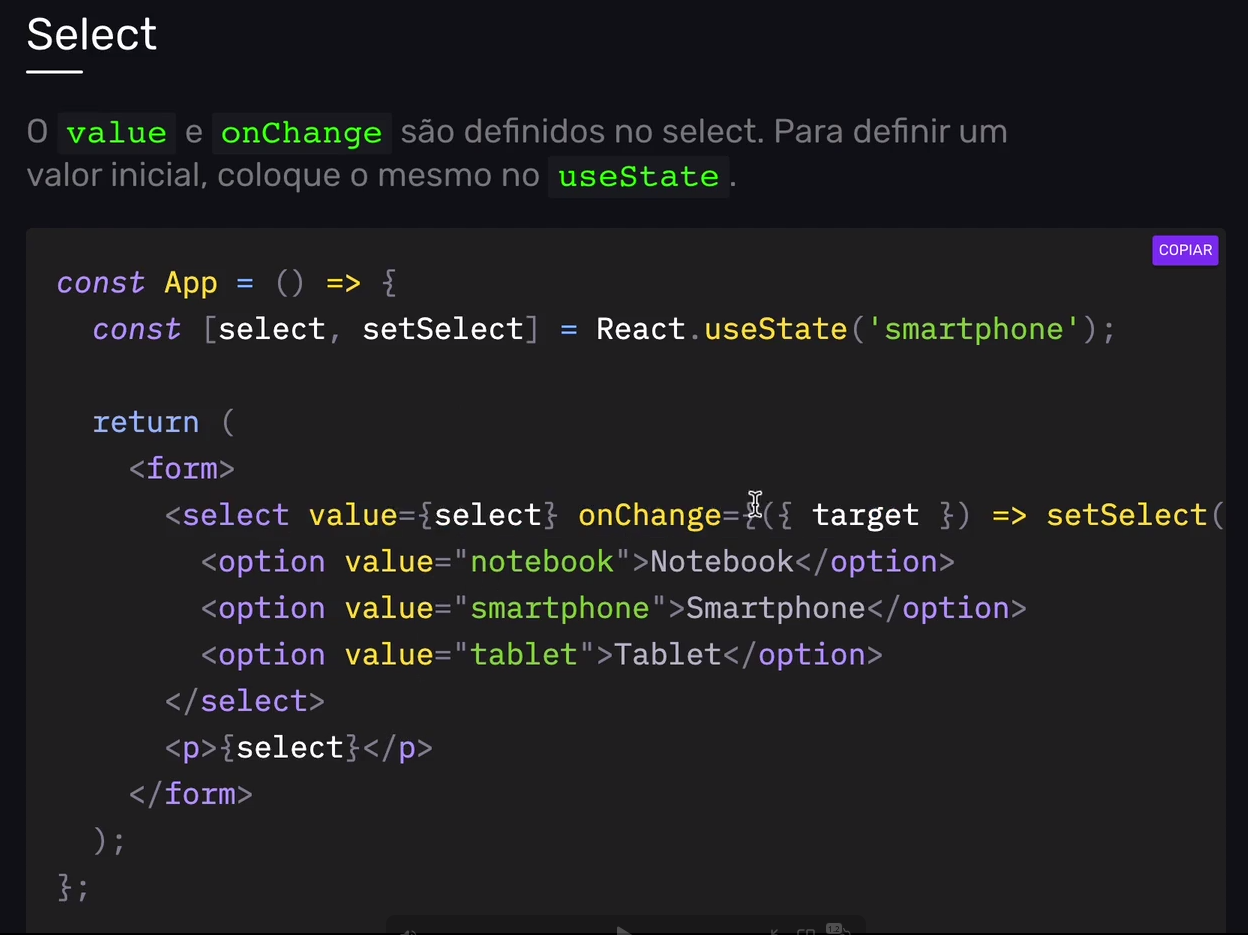 Select
O value e onChange são definidos no select. Para definir um
valor inicial, coloque o mesmo no useState.
COPIAR
const App = () => {
  const [select, setSelect] = React.useState('smartphone');

  return (
    <form>
      <select value={select} onChange={({ target }) => setSelect(
        <option value="notebook">Notebook</option>
        <option value="smartphone">Smartphone</option>
        <option value="tablet">Tablet</option>
      </select>
      <p>{select}</p>
    </form>
  );
};